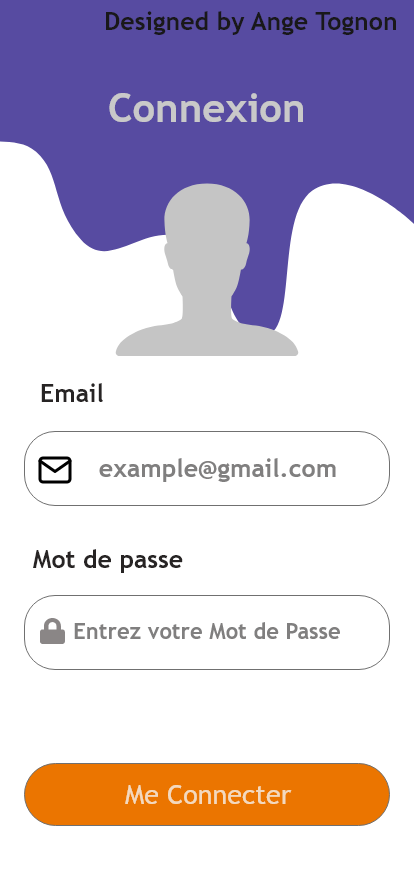 Designed by Ange Tognon
Connexion
Email
example@gmail.com
Mot de passe
Entrez votre Mot de Passe
Me Connecter